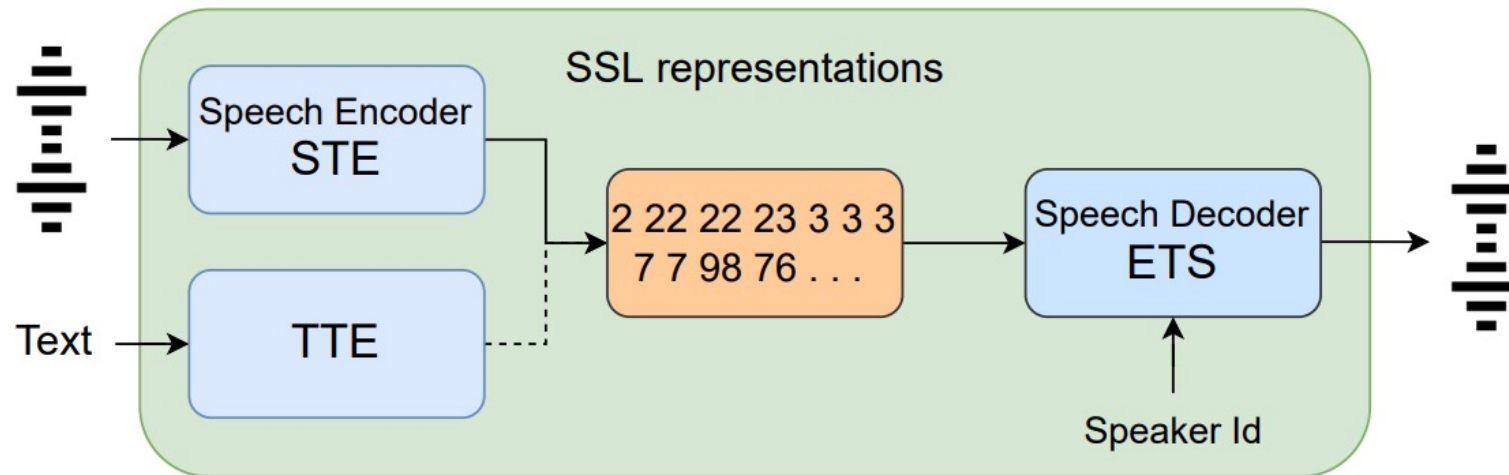 SSL representations
Speech Encoder
STE
2 22 22 23 3 3 3
7 7 98 76 . . .
Speech Decoder
ETS
Text
TTE
Speaker Id